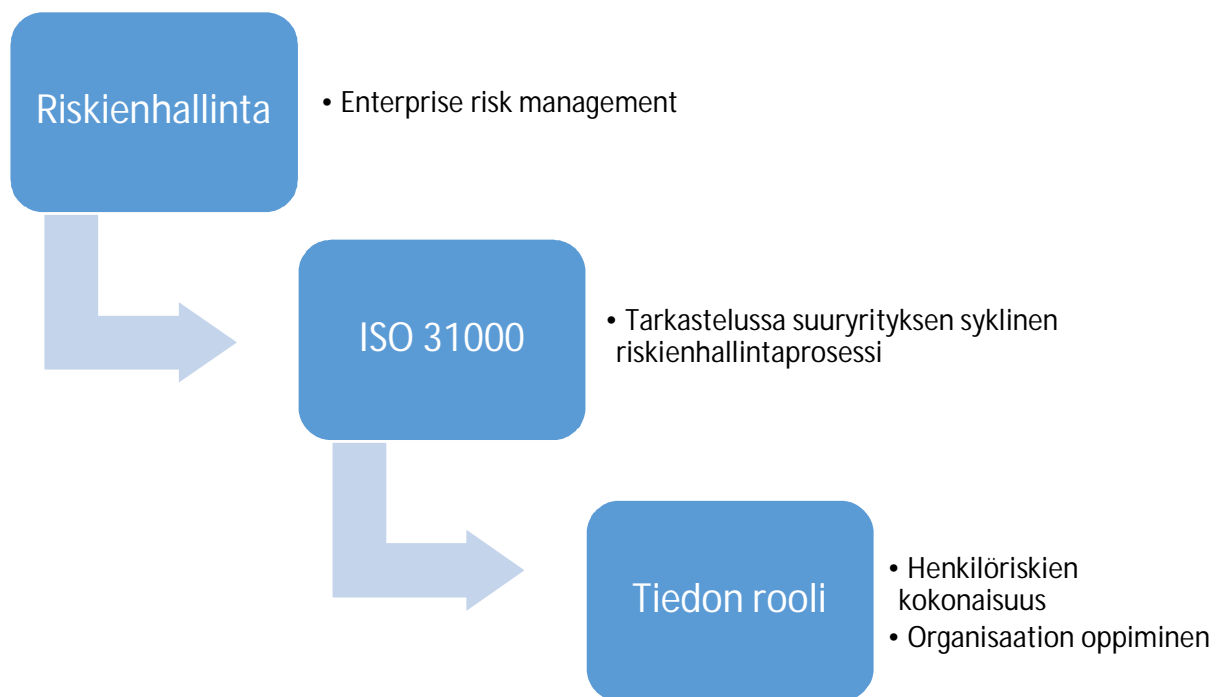 Riskienhallinta
• Enterprise risk management
ISO 31000
• Tarkastelussa suuryrityksen syklinen
riskienhallintaprosessi
Tiedon rooli
• Henkilöriskien
kokonaisuus
• Organisaation oppiminen